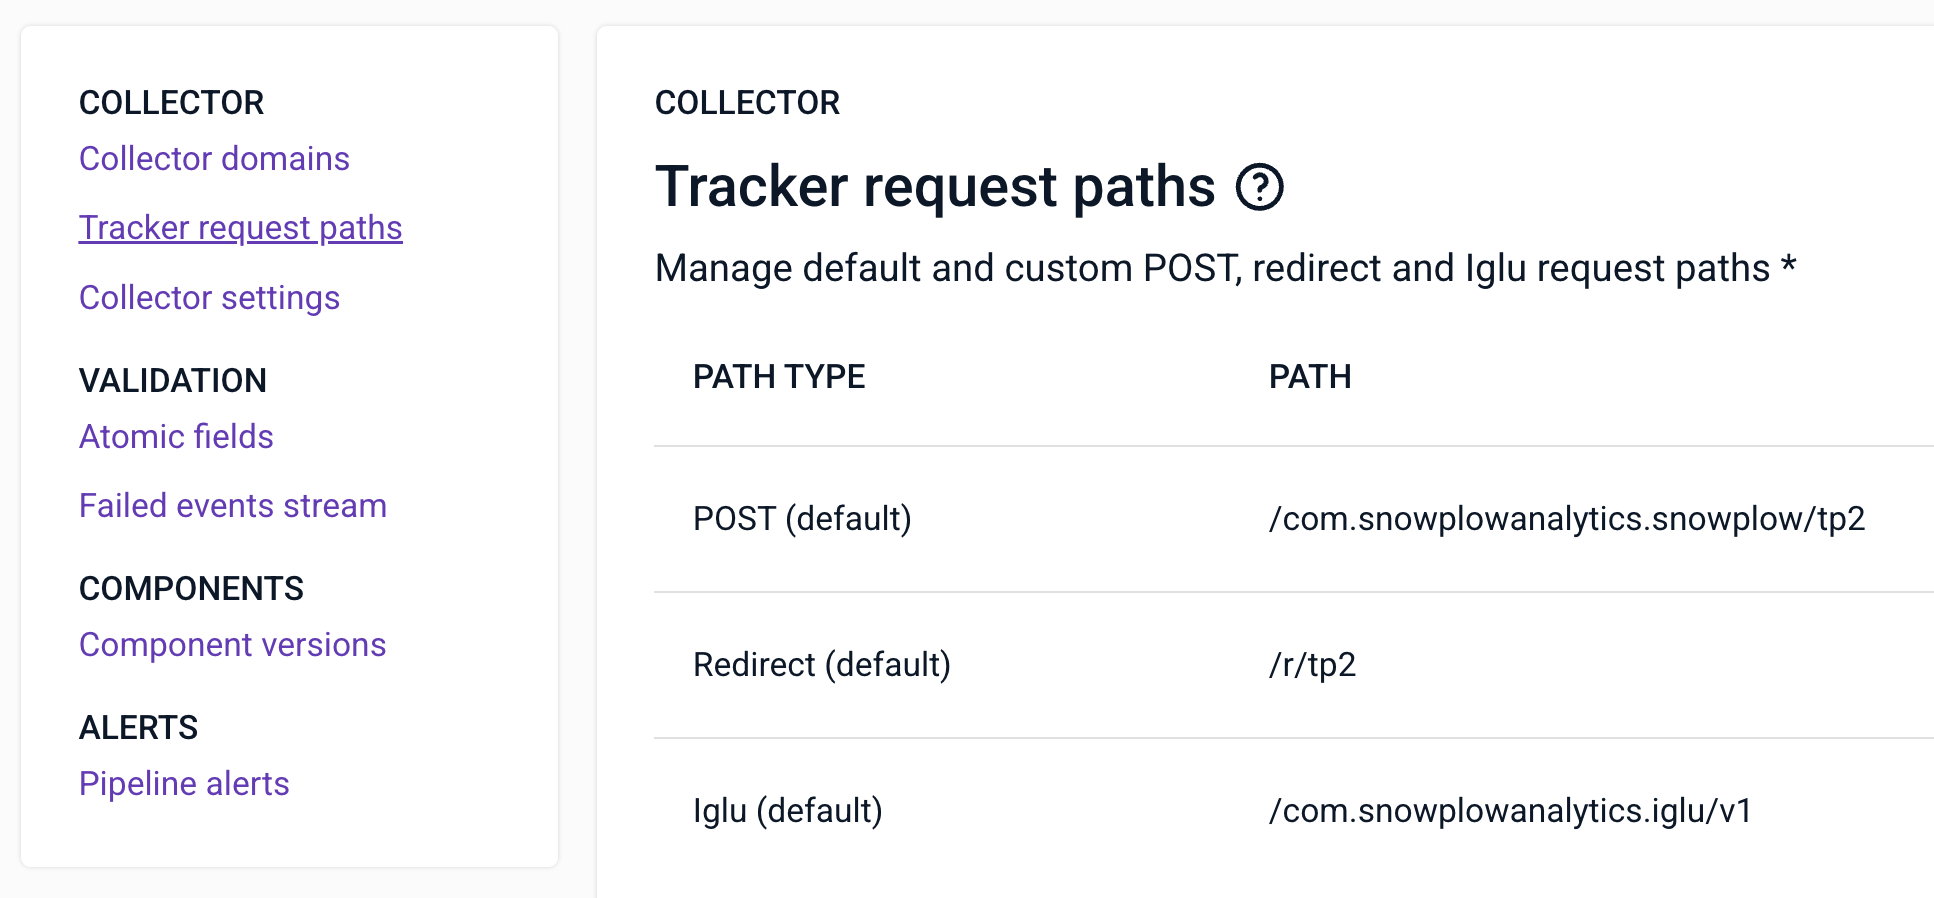 COLLECTOR
Collector domains
Tracker request paths
Collector settings
VALIDATION
Atomic fields
Failed events stream
COMPONENTS
Component versions
ALERTS
Pipeline alerts
COLLECTOR
Tracker request paths ?
Manage default and custom POST, redirect and Iglu request paths *
PATH TYPE PATH
POST (default) /com.snowplowanalytics.snowplow/tp2
Redirect (default) /r/tp2
Iglu (default) /com.snowplowanalytics.iglu/v1